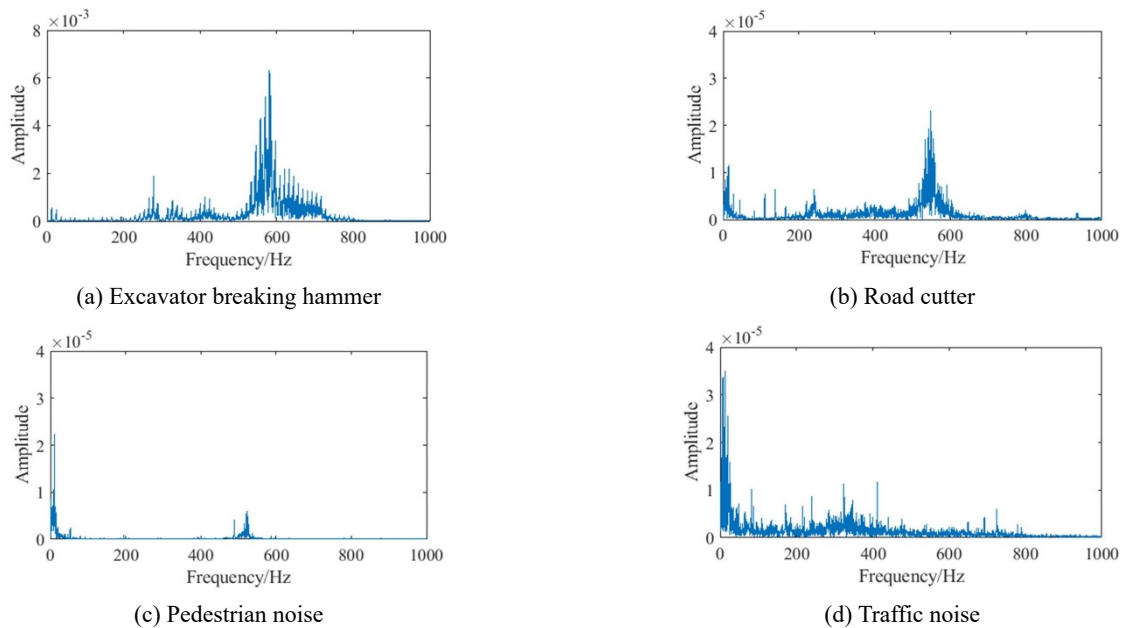 ×10-3
8
6
4
2
0
0 200 400 600 800 1000
Amplitude
Frequency/Hz
(a) Excavator breaking hammer
×10-5
4
3
2
1
0
0 200 400 600 800 1000
Amplitude
Frequency/Hz
(b) Road cutter
×10-5
4
3
2
1
0
0 200 400 600 800 1000
Amplitude
Frequency/Hz
(c) Pedestrian noise
×10-5
4
3
2
1
0
0 200 400 600 800 1000
Amplitude
Frequency/Hz
(d) Traffic noise